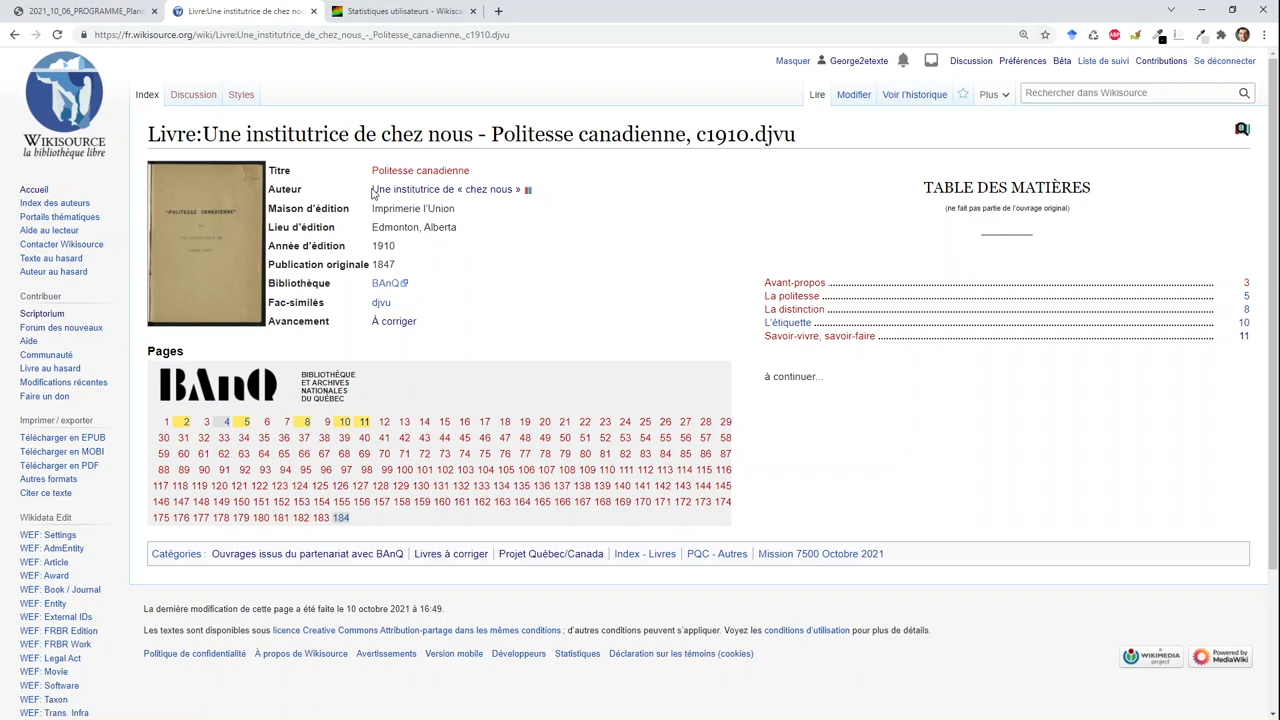 2021_10_06_PROGRAMME_Planc
Livre:Une institutrice de chez nou
Statistiques utilisateurs - Wikisca
https://fr.wikisource.org/wiki/Livre:Une_institutrice_de_chez_nous_-_Politesse_canadienne,_c1910.djvu
Masquer George2etexte Discussion Préférences Bêta Liste de suivi Contributions Se déconnecter
Index Discussion Styles Lire Modifier Voir l'historique Plus Rechercher dans Wikisource
WIKISOURCE
la bibliothèque libre
Accueil
Index des auteurs
Portails thématiques
Aide au lecteur
Contacter Wikisource
Texte au hasard
Auteur au hasard
Contribuer
Scriptorium
Forum des nouveaux
Aide
Communauté
Livre au hasard
Modifications récentes
Faire un don
Imprimer / exporter
Télécharger en EPUB
Télécharger en MOBI
Télécharger en PDF
Autres formats
Citer ce texte
Wikidata Edit
WEF: Settings
WEF: AdmEntity
WEF: Article
WEF: Award
WEF: Book / Journal
WEF: Entity
WEF: External IDs
WEF: FRBR Edition
WEF: FRBR Work
WEF: Legal Act
WEF: Movie
WEF: Software
WEF: Taxon
WEF: Trans. Infra
Livre:Une institutrice de chez nous - Politesse canadienne, c1910.djvu
"POLITESSE CANADIENNE"
Titre Politesse canadienne
Auteur Une institutrice de « chez nous »
Maison d'édition Imprimerie l'Union
Lieu d'édition Edmonton, Alberta
Année d'édition 1910
Publication originale 1847
Bibliothèque BAnQ
Fac-similés djvu
Avancement À corriger
TABLE DES MATIÈRES
(ne fait pas partie de l'ouvrage original)
Avant-propos 3
La politesse 5
La distinction 8
L'étiquette 10
Savoir-vivre, savoir-faire 11
à continuer...
Pages
BAnQ
BIBLIOTHÈQUE
ET ARCHIVES
NATIONALES
DU QUÉBEC
1 2 3 4 5 6 7 8 9 10 11 12 13 14 15 16 17 18 19 20 21 22 23 24 25 26 27 28 29
30 31 32 33 34 35 36 37 38 39 40 41 42 43 44 45 46 47 48 49 50 51 52 53 54 55 56 57 58
59 60 61 62 63 64 65 66 67 68 69 70 71 72 73 74 75 76 77 78 79 80 81 82 83 84 85 86 87
88 89 90 91 92 93 94 95 96 97 98 99 100 101 102 103 104 105 106 107 108 109 110 111 112 113 114 115 116
117 118 119 120 121 122 123 124 125 126 127 128 129 130 131 132 133 134 135 136 137 138 139 140 141 142 143 144 145
146 147 148 149 150 151 152 153 154 155 156 157 158 159 160 161 162 163 164 165 166 167 168 169 170 171 172 173 174
175 176 177 178 179 180 181 182 183 184
Catégories : Ouvrages issus du partenariat avec BAnQ Livres à corriger Projet Québec/Canada Index - Livres PQC - Autres Mission 7500 Octobre 2021
La dernière modification de cette page a été faite le 10 octobre 2021 à 16:49.
Les textes sont disponibles sous licence Creative Commons Attribution-partage dans les mêmes conditions ; d'autres conditions peuvent s'appliquer. Voyez les conditions d'utilisation pour plus de détails.
Politique de confidentialité À propos de Wikisource Avertissements Version mobile Développeurs Statistiques Déclaration sur les témoins (cookies)
WIKIMEDIA project
Powered by MediaWiki